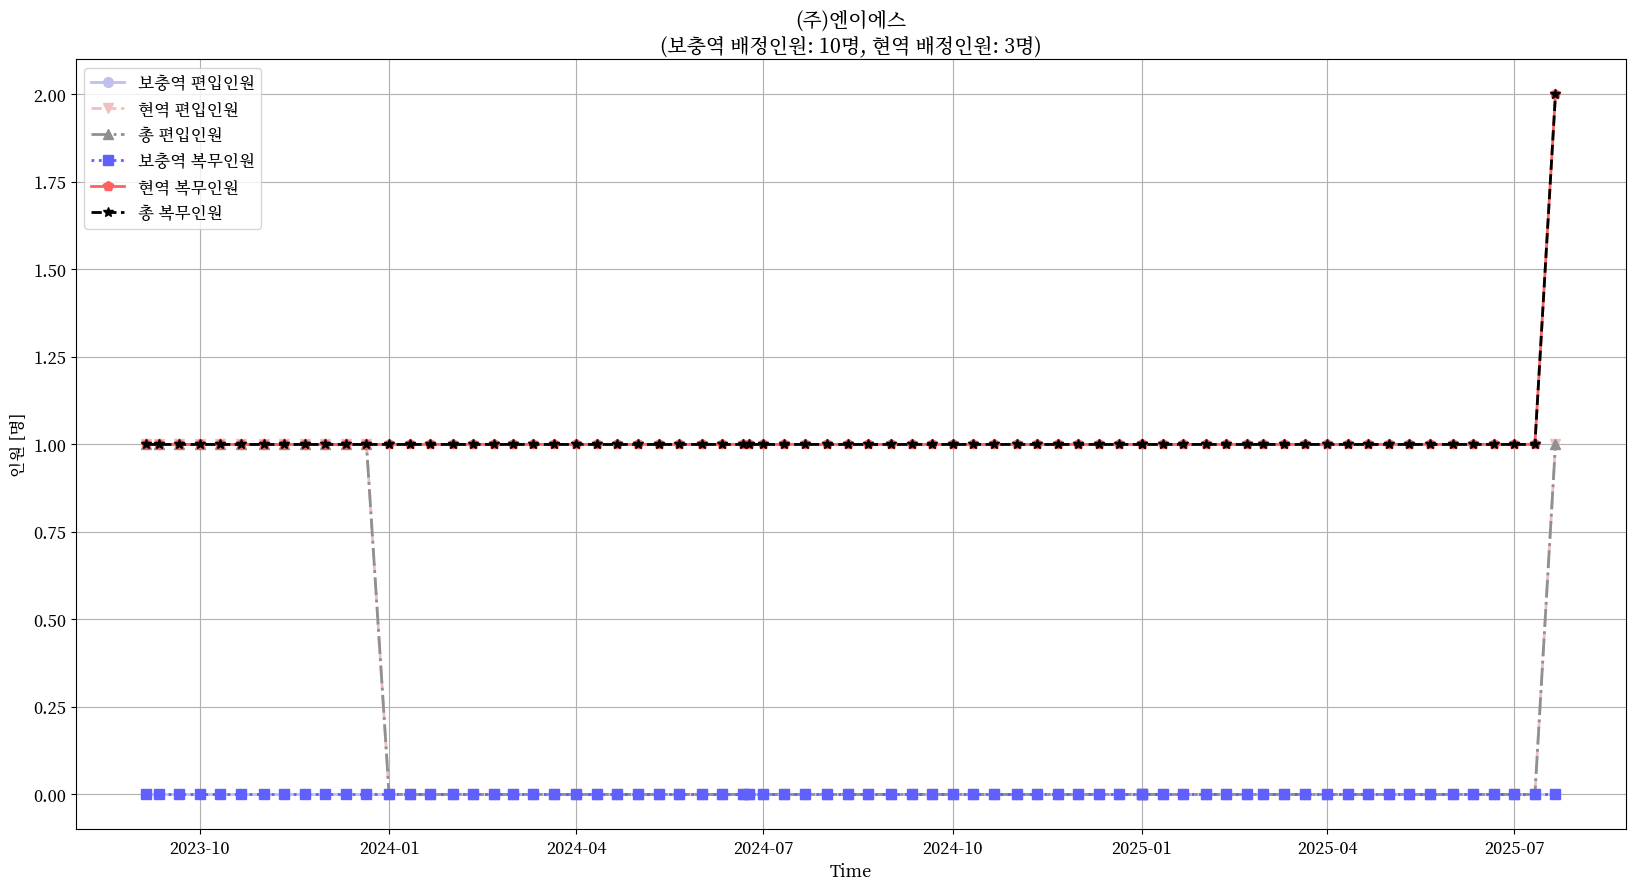 (주)엔이에스
(보충역 배정인원: 10명, 현역 배정인원: 3명)
보충역 편입인원
현역 편입인원
총 편입인원
보충역 복무인원
현역 복무인원
총 복무인원
2.00
1.75
1.50
1.25
1.00
0.75
0.50
0.25
0.00
인원 [명]
2023-10
2024-01
2024-04
2024-07
2024-10
2025-01
2025-04
2025-07
Time